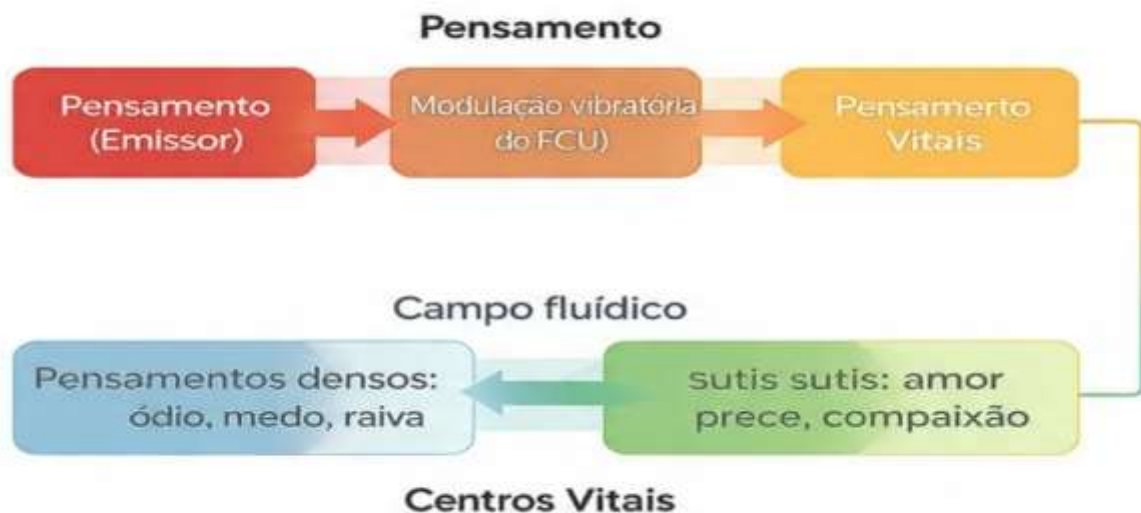 Pensamento
Pensamento
(Emissor)
Modulação vibratória
do FCU)
Pensamerto
Vitais
Campo fluídico
Pensamentos densos:
ódio, medo, raiva
sutis sutis: amor
prece, compaixão
Centros Vitais